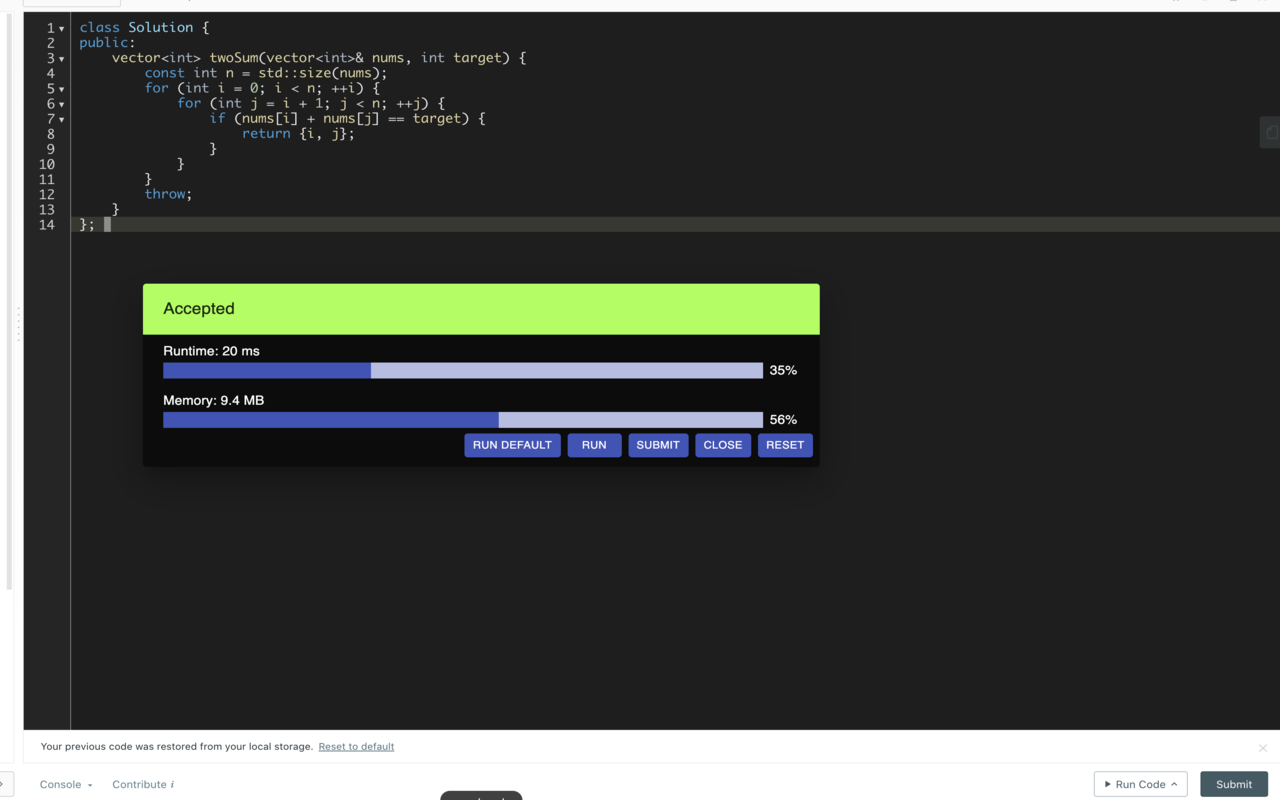 1 class Solution {
2 public:
3     vector<int> twoSum(vector<int>& nums, int target) {
4         const int n = std::size(nums);
5         for (int i = 0; i < n; ++i) {
6             for (int j = i + 1; j < n; ++j) {
7                 if (nums[i] + nums[j] == target) {
8                     return {i, j};
9                 }
10             }
11         }
12         throw;
13     }
14 };
Accepted
Runtime: 20 ms
35%
Memory: 9.4 MB
56%
RUN DEFAULT RUN SUBMIT CLOSE RESET
Your previous code was restored from your local storage. Reset to default
Console Contribute i Run Code Submit